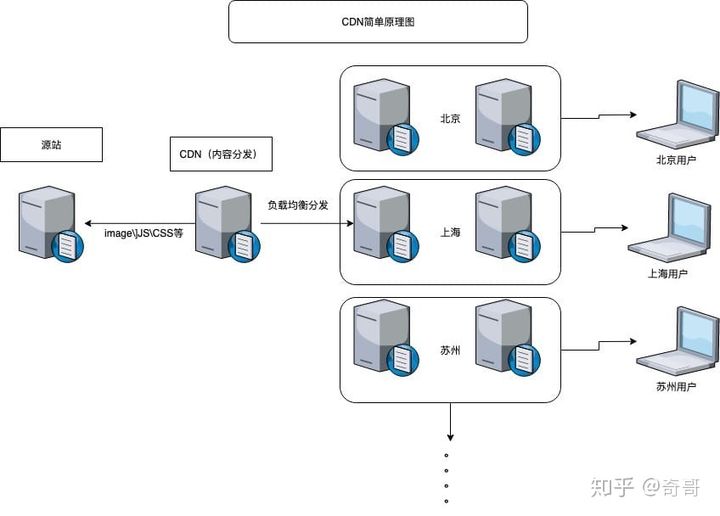 CDN简单原理图
源站
CDN（内容分发）
image\]JS\CSS等
负载均衡分发
北京
北京用户
上海
上海用户
苏州
苏州用户
知乎 @奇哥